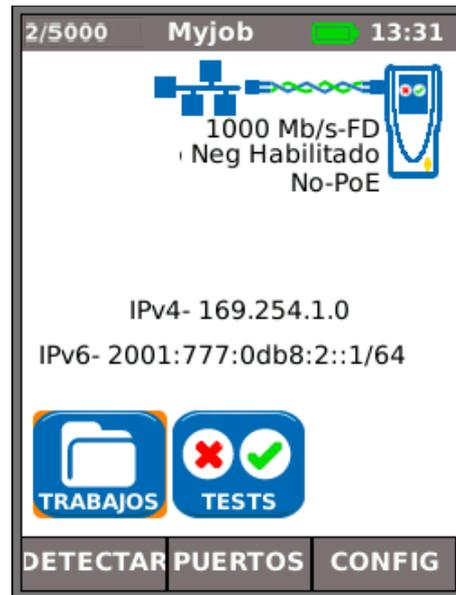 2/5000 Myjob 13:31
1000 Mb/s-FD
Neg Habilitado
No-PoE
IPv4- 169.254.1.0
IPv6- 2001:777:0db8:2::1/64
TRABAJOS TESTS
DETECTAR PUERTOS CONFIG